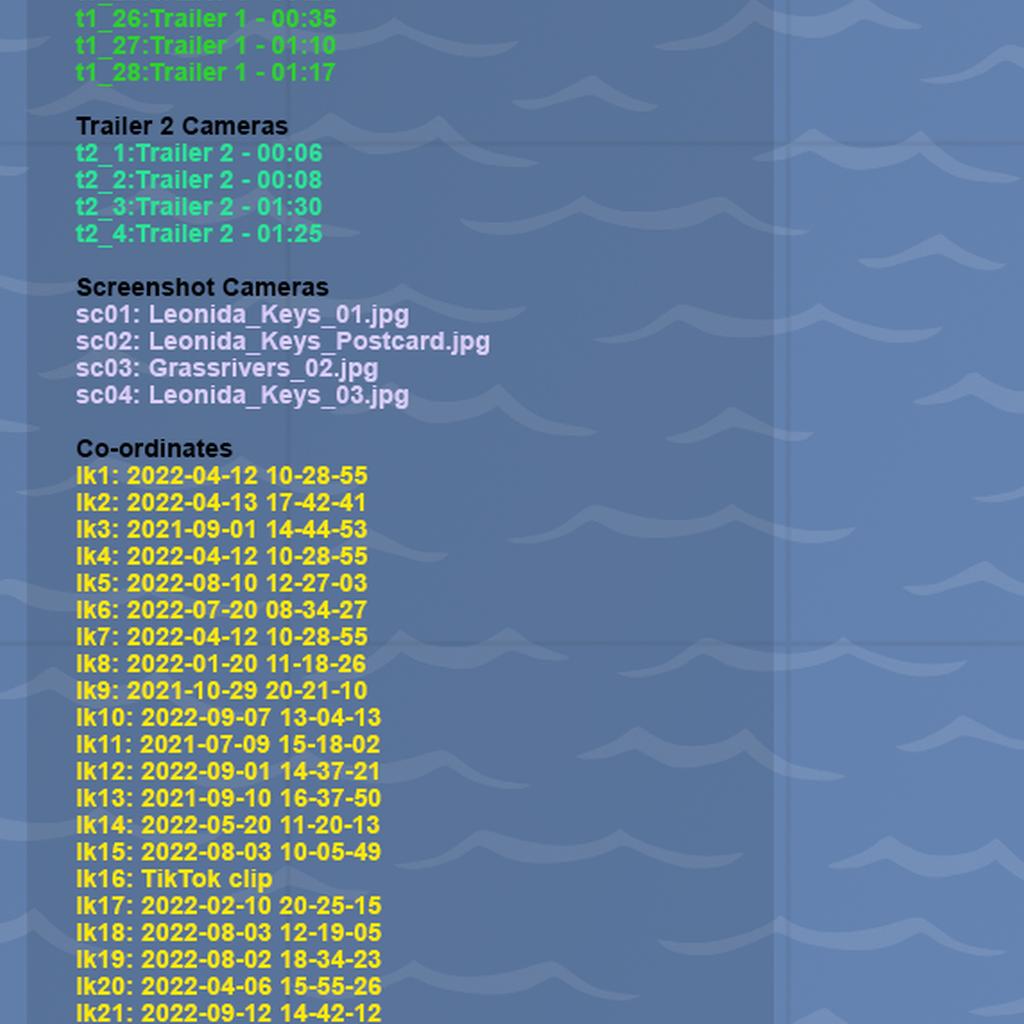 t1_26:Trailer 1 - 00:35
t1_27:Trailer 1 - 01:10
t1_28:Trailer 1 - 01:17
Trailer 2 Cameras
t2_1:Trailer 2 - 00:06
t2_2:Trailer 2 - 00:08
t2_3:Trailer 2 - 01:30
t2_4:Trailer 2 - 01:25
Screenshot Cameras
sc01: Leonida_Keys_01.jpg
sc02: Leonida_Keys_Postcard.jpg
sc03: Grassrivers_02.jpg
sc04: Leonida_Keys_03.jpg
Co-ordinates
lk1: 2022-04-12 10-28-55
lk2: 2022-04-13 17-42-41
lk3: 2021-09-01 14-44-53
lk4: 2022-04-12 10-28-55
lk5: 2022-08-10 12-27-03
lk6: 2022-07-20 08-34-27
lk7: 2022-04-12 10-28-55
lk8: 2022-01-20 11-18-26
lk9: 2021-10-29 20-21-10
lk10: 2022-09-07 13-04-13
lk11: 2021-07-09 15-18-02
lk12: 2022-09-01 14-37-21
lk13: 2021-09-10 16-37-50
lk14: 2022-05-20 11-20-13
lk15: 2022-08-03 10-05-49
lk16: TikTok clip
lk17: 2022-02-10 20-25-15
lk18: 2022-08-03 12-19-05
lk19: 2022-08-02 18-34-23
lk20: 2022-04-06 15-55-26
lk21: 2022-09-12 14-42-12